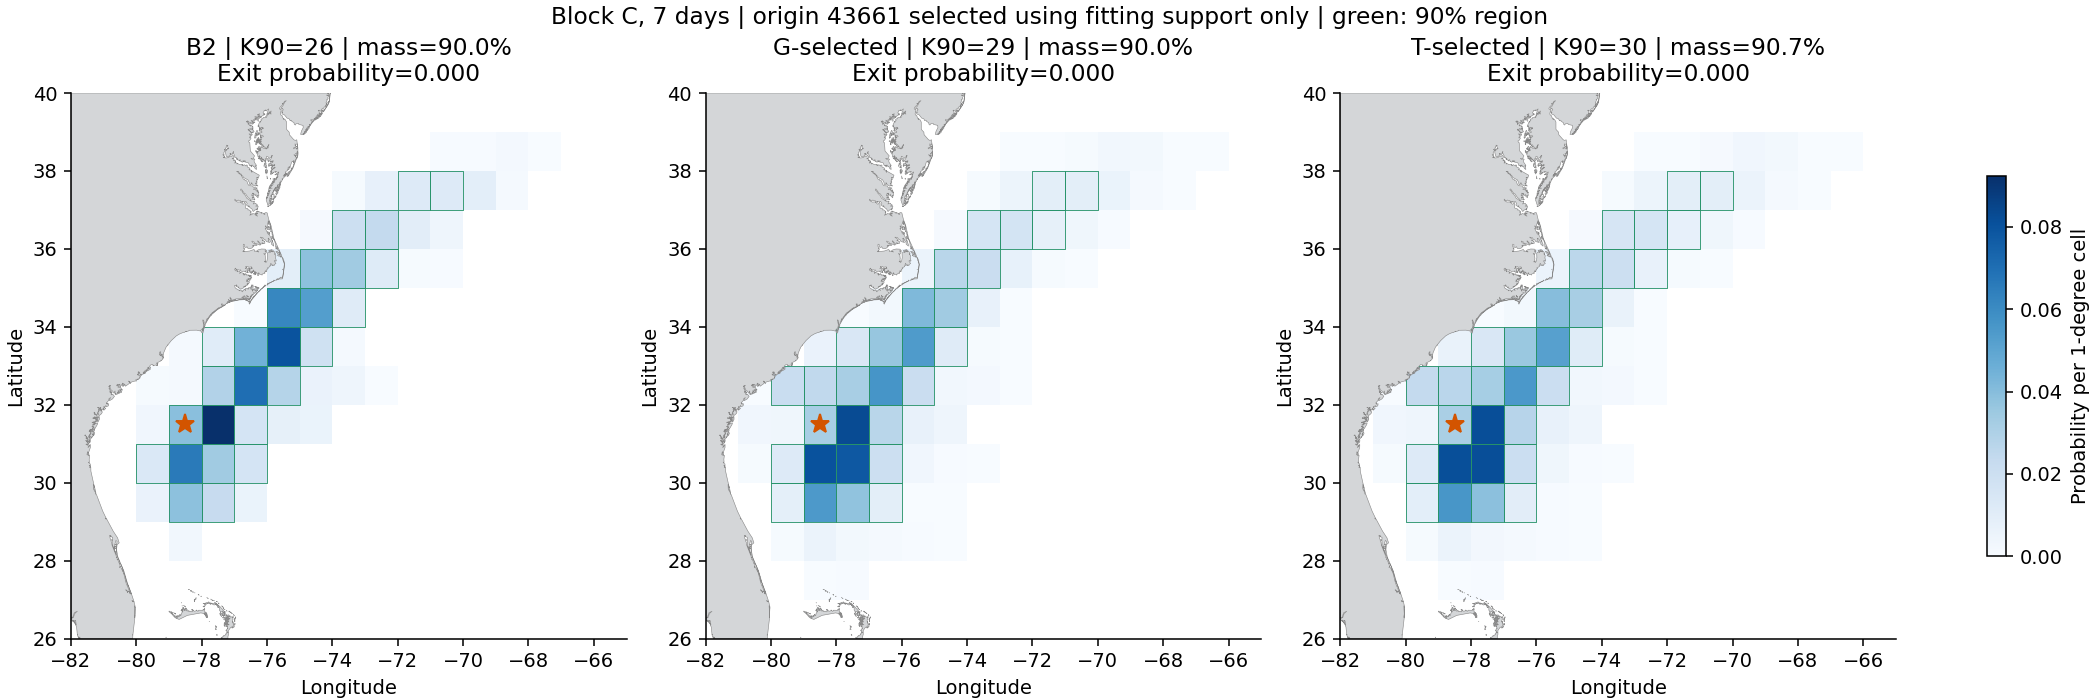 Block C, 7 days | origin 43661 selected using fitting support only | green: 90% region
B2 | K90=26 | mass=90.0%
Exit probability=0.000
G-selected | K90=29 | mass=90.0%
Exit probability=0.000
T-selected | K90=30 | mass=90.7%
Exit probability=0.000
40
38
36
34
32
30
28
26
Latitude
−82 −80 −78 −76 −74 −72 −70 −68 −66
Longitude
40
38
36
34
32
30
28
26
Latitude
−82 −80 −78 −76 −74 −72 −70 −68 −66
Longitude
40
38
36
34
32
30
28
26
Latitude
−82 −80 −78 −76 −74 −72 −70 −68 −66
Longitude
0.08
0.06
0.04
0.02
0.00
Probability per 1-degree cell